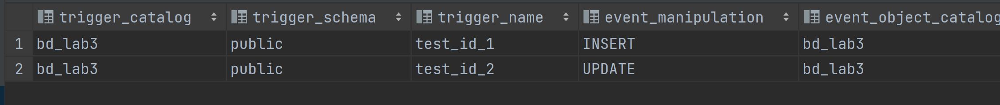 trigger_catalog trigger_schema trigger_name event_manipulation event_object_catalog
1 bd_lab3 public test_id_1 INSERT bd_lab3
2 bd_lab3 public test_id_2 UPDATE bd_lab3